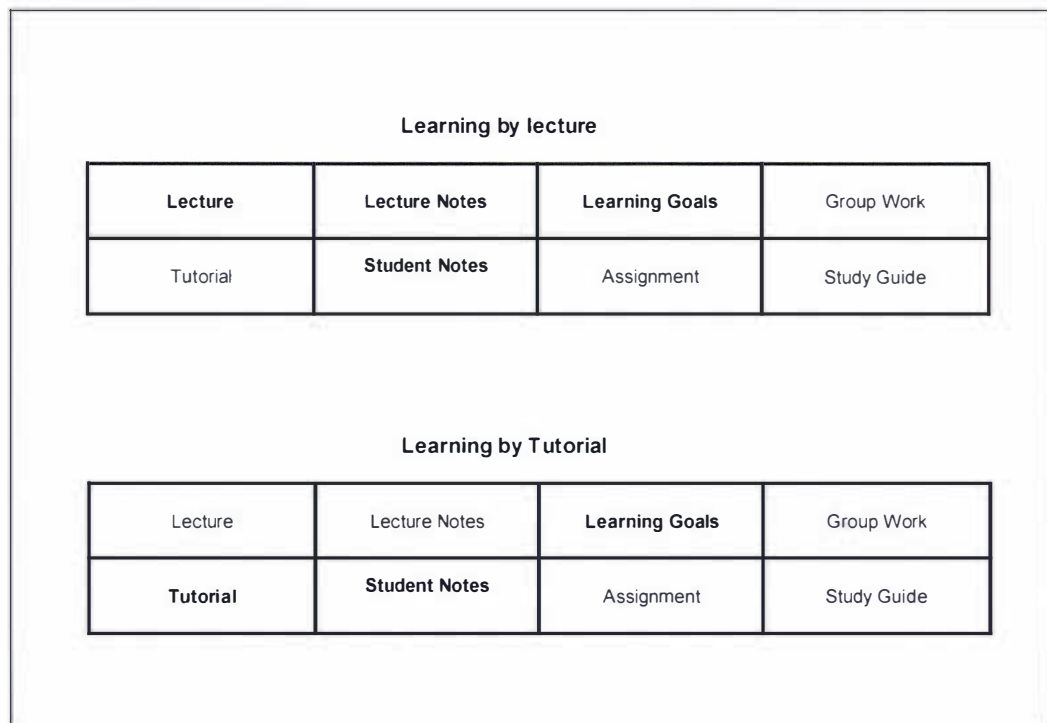 Learning by lecture
Lecture Lecture Notes Learning Goals Group Work
Tutorial Student Notes Assignment Study Guide
Learning by Tutorial
Lecture Lecture Notes Learning Goals Group Work
Tutorial Student Notes Assignment Study Guide